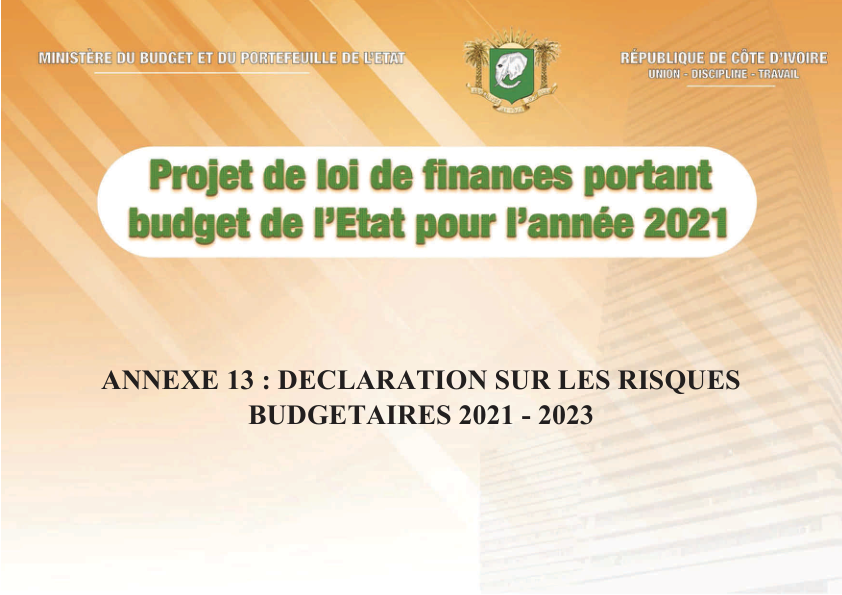 MINISTÈRE DU BUDGET ET DU PORTEFEUILLE DE L'ETAT
RÉPUBLIQUE DE CÔTE D'IVOIRE
UNION - DISCIPLINE - TRAVAIL
Projet de loi de finances portant
budget de l'Etat pour l'année 2021
ANNEXE 13 : DECLARATION SUR LES RISQUES
BUDGETAIRES 2021 - 2023